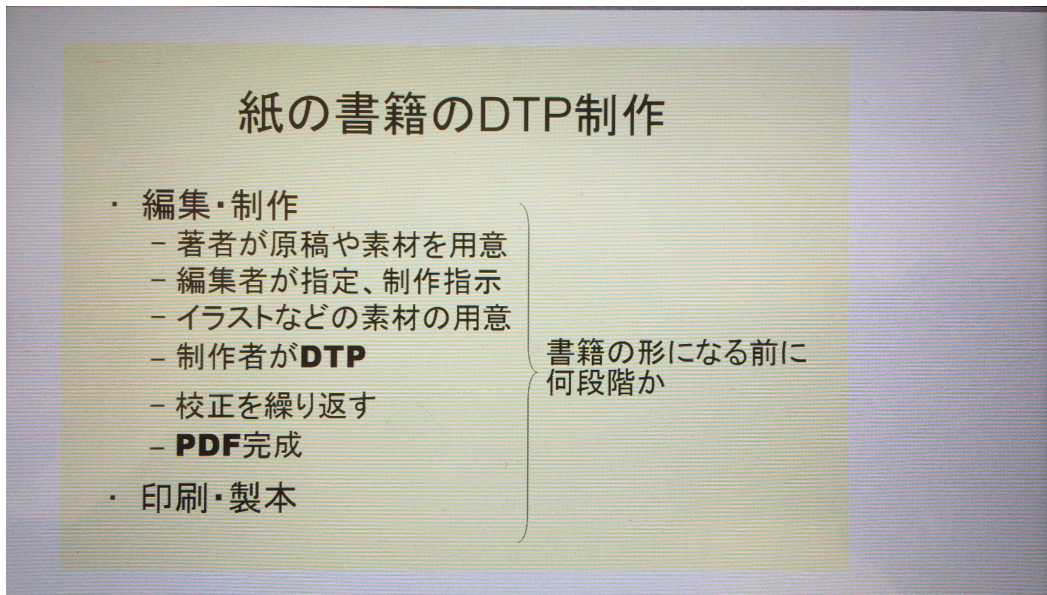 紙の書籍のDTP制作
・ 編集・制作
– 著者が原稿や素材を用意
– 編集者が指定、制作指示
– イラストなどの素材の用意
– 制作者がDTP
– 校正を繰り返す
– PDF完成
・ 印刷・製本
書籍の形になる前に
何段階か